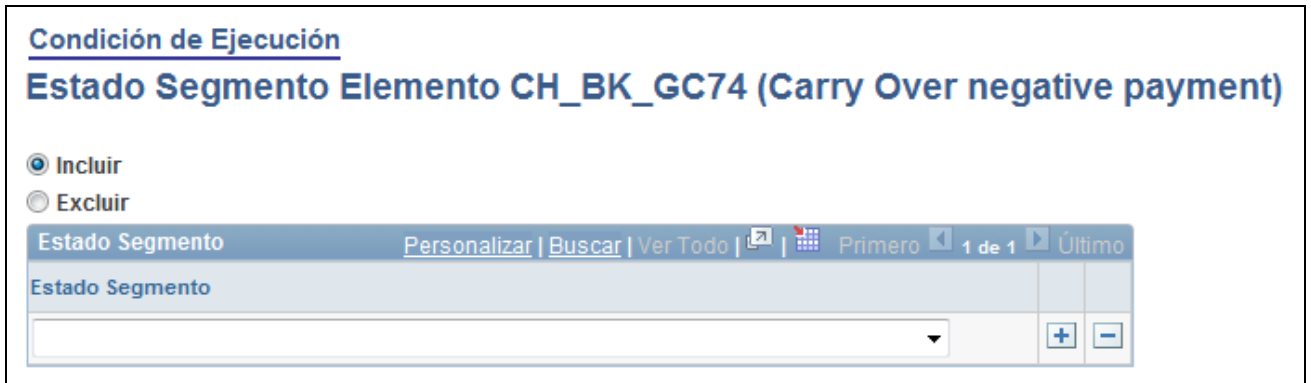 Condición de Ejecución
Estado Segmento Elemento CH_BK_GC74 (Carry Over negative payment)
Incluir
Excluir
Estado Segmento Personalizar | Buscar | Ver Todo | | Primero 1 de 1 Último
Estado Segmento